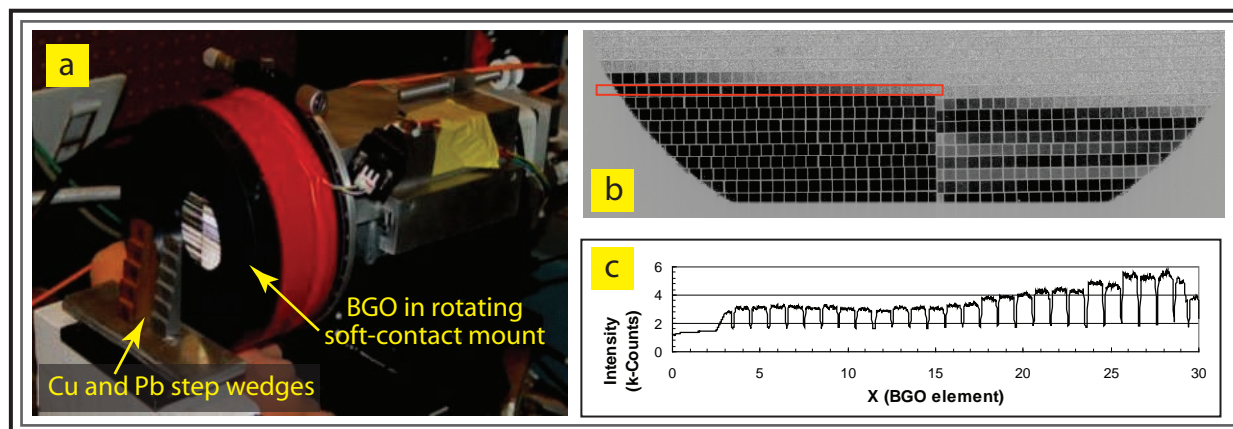 a
BGO in rotating
soft-contact mount
Cu and Pb step wedges
b
c
Intensity
(k-Counts)
6
4
2
0
0 5 10 15 20 25 30
X (BGO element)